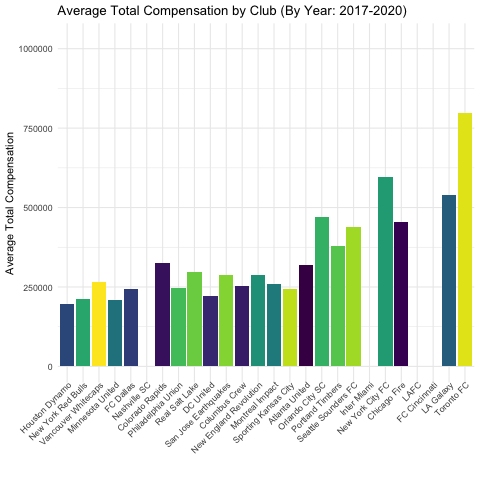 Average Total Compensation by Club (By Year: 2017-2020)
1000000
750000
500000
250000
0
Average Total Compensation
Houston Dynamo
New York Red Bulls
Vancouver Whitecaps
Minnesota United
FC Dallas
Nashville SC
Colorado Rapids
Philadelphia Union
Real Salt Lake
DC United
San Jose Earthquakes
Columbus Crew
New England Revolution
Montreal Impact
Sporting Kansas City
Atlanta United
Orlando City SC
Portland Timbers
Seattle Sounders FC
Inter Miami
New York City FC
Chicago Fire
LAFC
FC Cincinnati
LA Galaxy
Toronto FC